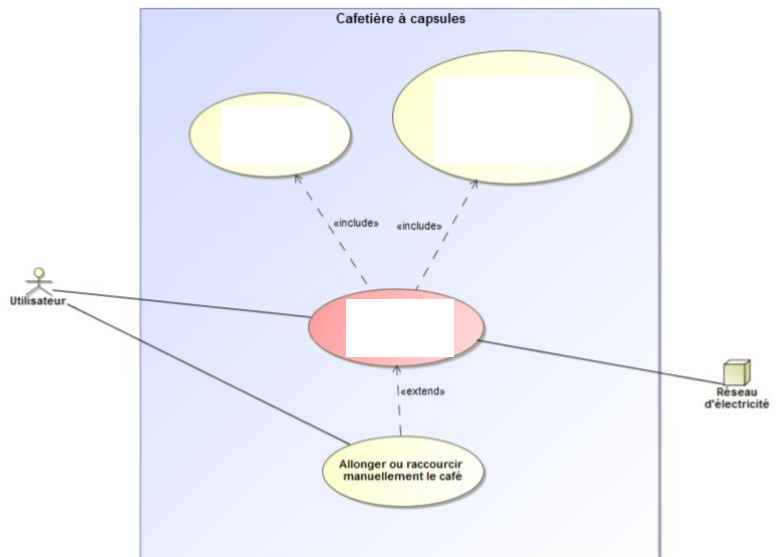 Cafetière à capsules
«include»
«include»
Utilisateur
«extend»
Réseau
d'électricité
Allonger ou raccourcir
manuellement le café